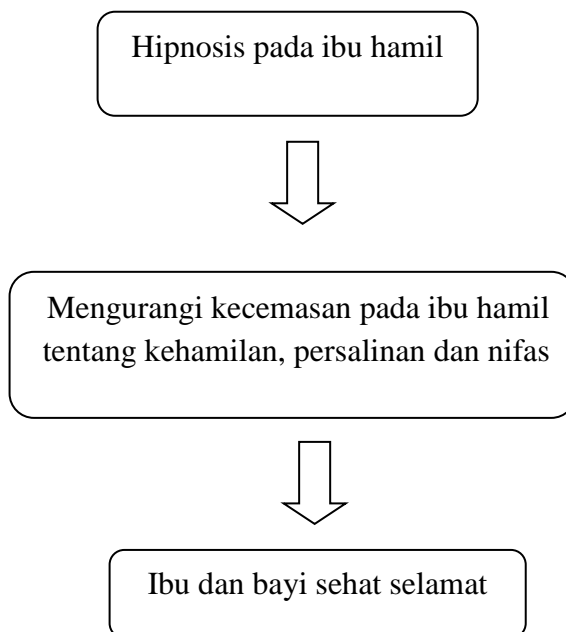 Hipnosis pada ibu hamil
Mengurangi kecemasan pada ibu hamil
tentang kehamilan, persalinan dan nifas
Ibu dan bayi sehat selamat